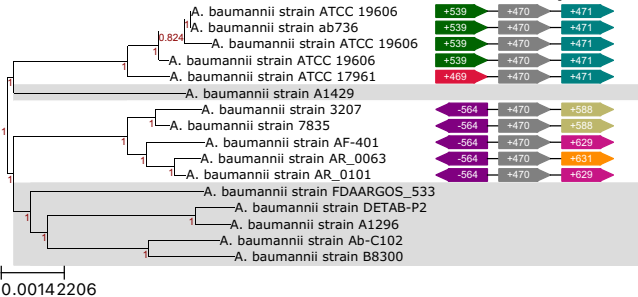 A. baumannii strain ATCC 19606 +539 +470 +471
A. baumannii strain ab736 +539 +470 +471
0.824
A. baumannii strain ATCC 19606 +539 +470 +471
1
A. baumannii strain ATCC 19606 +539 +470 +471
1
A. baumannii strain ATCC 17961 +469 +470 +471
1
A. baumannii strain A1429
A. baumannii strain 3207 -564 +470 +588
1
A. baumannii strain 7835 -564 +470 +588
1
1
A. baumannii strain AF-401 -564 +470 +629
1
A. baumannii strain AR_0063 -564 +470 +631
1
A. baumannii strain AR_0101 -564 +470 +629
A. baumannii strain FDAARGOS_533
1
A. baumannii strain DETAB-P2
1
A. baumannii strain A1296
1
1
A. baumannii strain Ab-C102
1
A. baumannii strain B8300
0.00142206